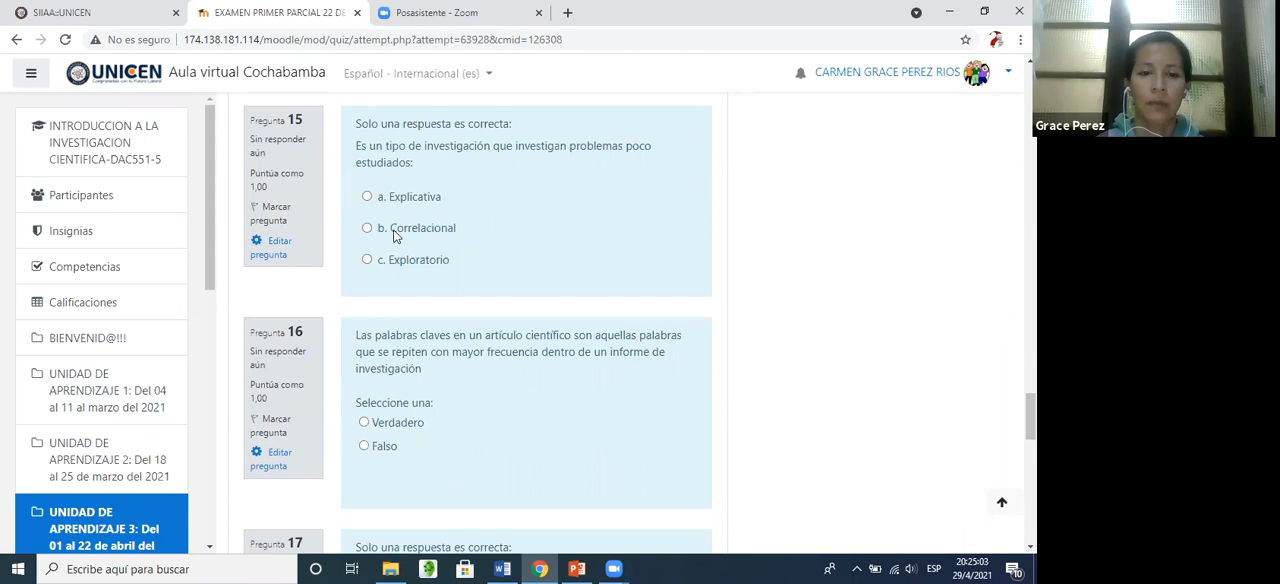 SIIAA::UNICEN
EXAMEN PRIMER PARCIAL 22 DE
Posasistente - Zoom
No es seguro
174.138.181.114/moodle/mod/quiz/attempt.php?attempt=63928&cmid=126308
UNICEN
Aula virtual Cochabamba
Español - Internacional (es)
CARMEN GRACE PEREZ RIOS
Grace Perez
INTRODUCCION A LA
INVESTIGACION
CIENTIFICA-DAC551-5
Participantes
Insignias
Competencias
Calificaciones
BIENVENID@!!!
UNIDAD DE
APRENDIZAJE 1: Del 04
al 11 al marzo del 2021
UNIDAD DE
APRENDIZAJE 2: Del 18
al 25 de marzo del 2021
UNIDAD DE
APRENDIZAJE 3: Del
01 al 22 de abril del
Pregunta 15
Sin responder
aún
Puntúa como
1,00
Marcar
pregunta
Editar
pregunta
Solo una respuesta es correcta:
Es un tipo de investigación que investigan problemas poco
estudiados:
a. Explicativa
b. Correlacional
c. Exploratorio
Pregunta 16
Sin responder
aún
Puntúa como
1,00
Marcar
pregunta
Editar
pregunta
Las palabras claves en un artículo científico son aquellas palabras
que se repiten con mayor frecuencia dentro de un informe de
investigación
Seleccione una:
Verdadero
Falso
Pregunta 17
Solo una respuesta es correcta:
Escribe aquí para buscar
ESP
20:25:03
29/4/2021
10